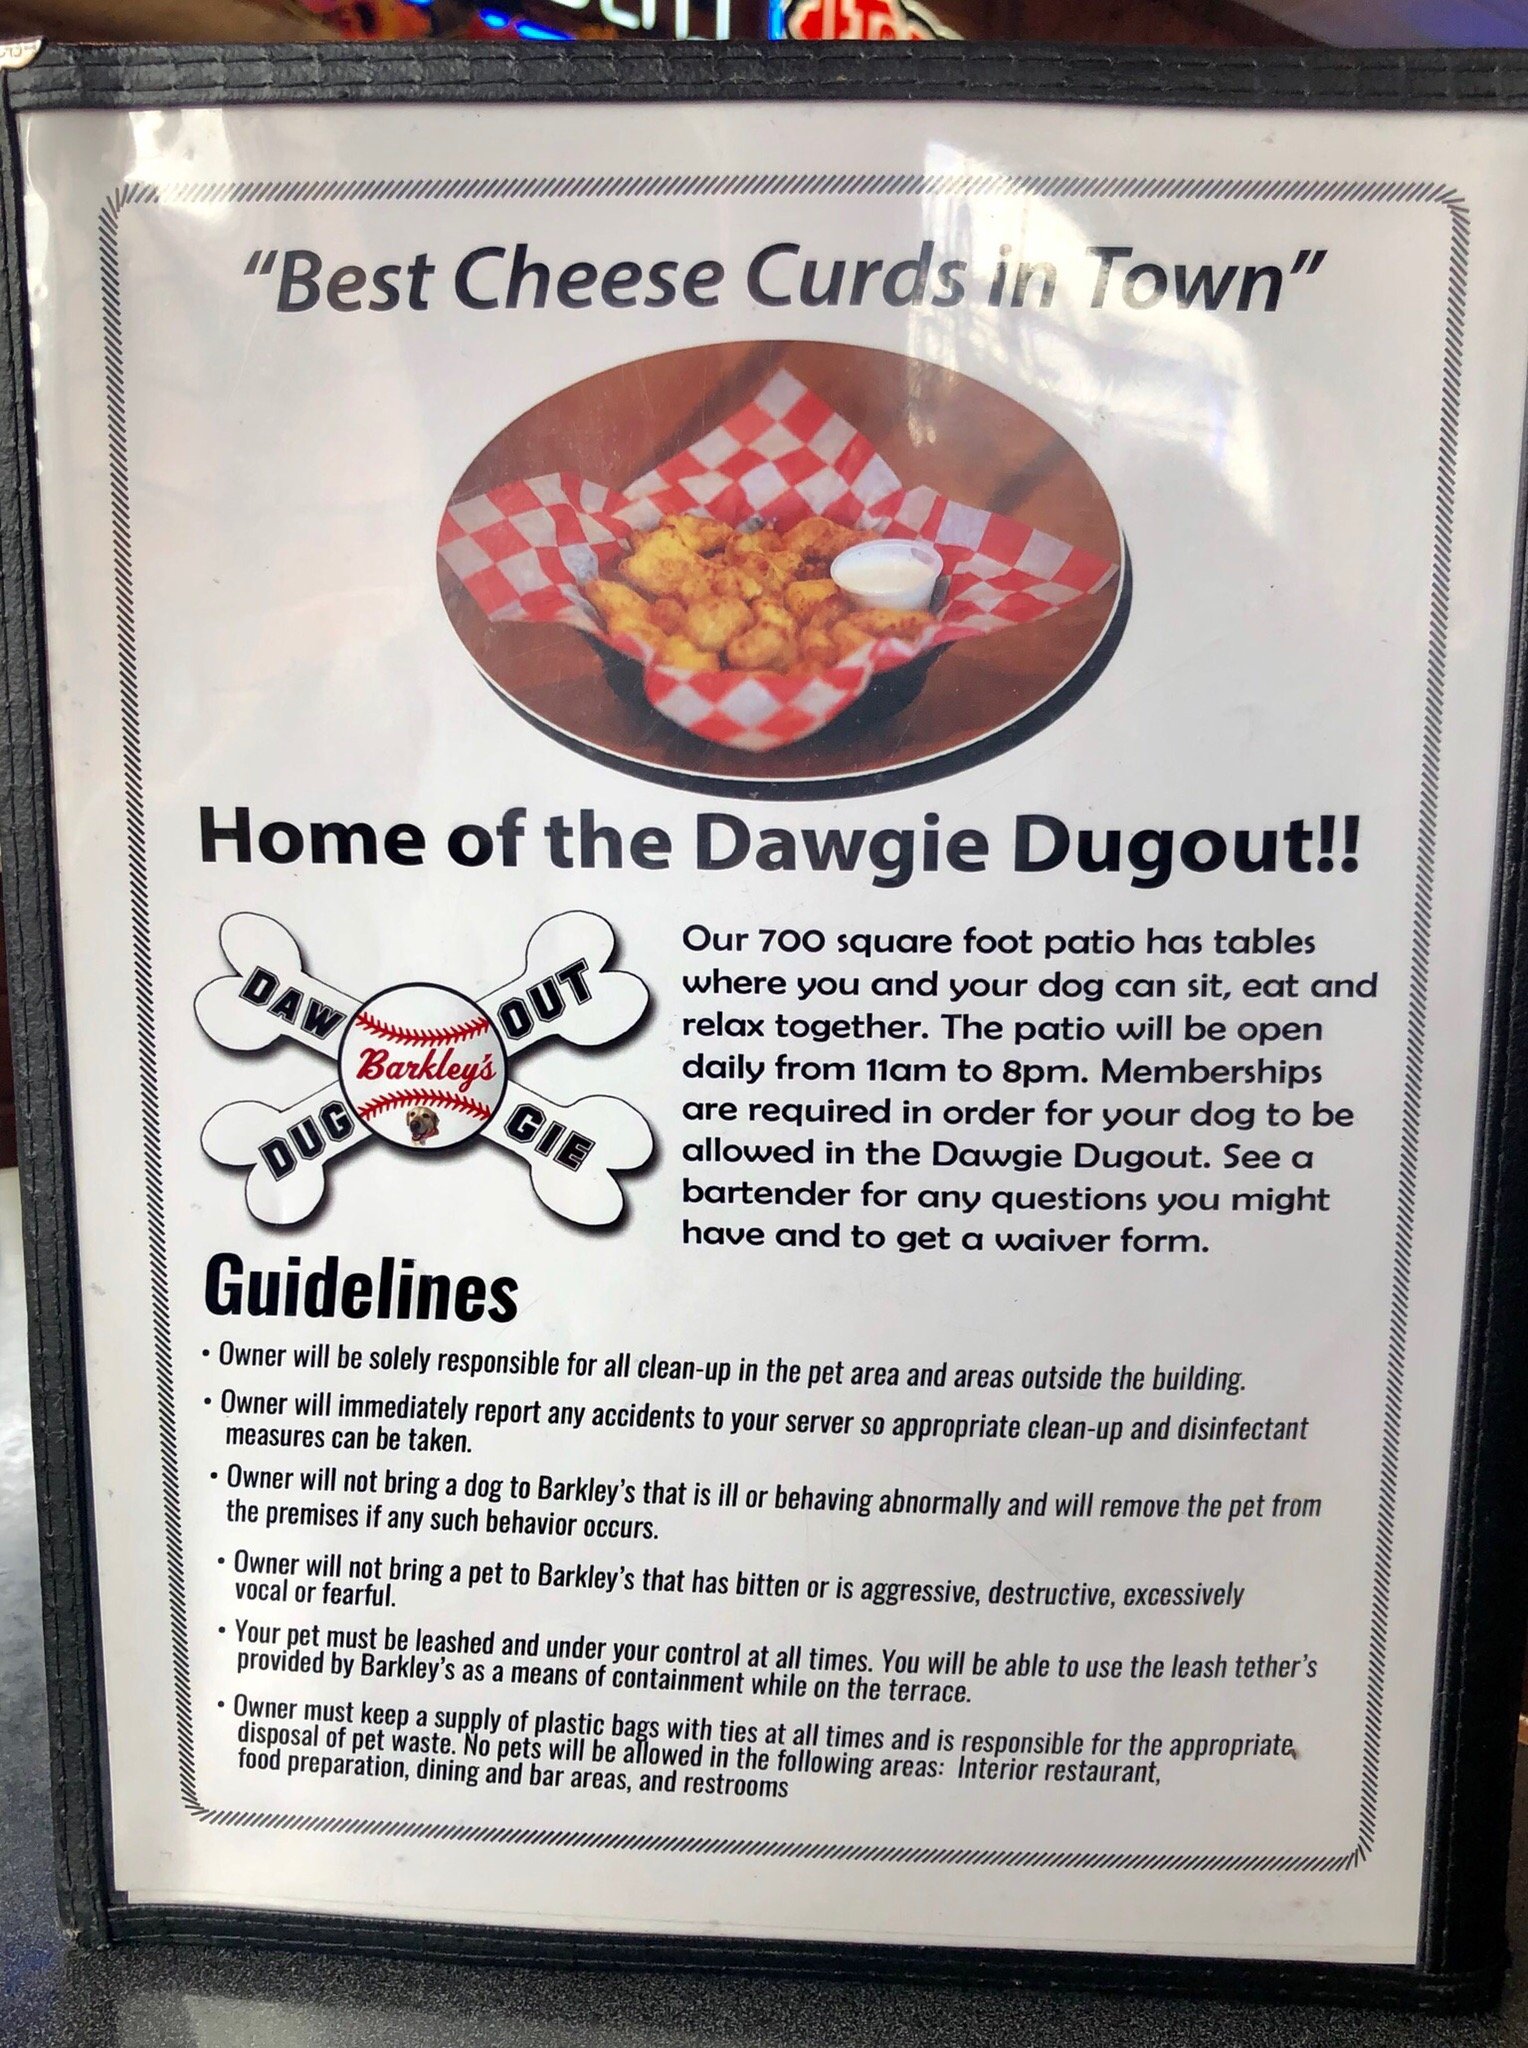 "Best Cheese Curds in Town"
Home of the Dawgie Dugout!!
DAW
OUT
Barkley's
DUG
GIE
Our 700 square foot patio has tables
where you and your dog can sit, eat and
relax together. The patio will be open
daily from 11am to 8pm. Memberships
are required in order for your dog to be
allowed in the Dawgie Dugout. See a
bartender for any questions you might
have and to get a waiver form.
Guidelines
• Owner will be solely responsible for all clean-up in the pet area and areas outside the building.
• Owner will immediately report any accidents to your server so appropriate clean-up and disinfectant
measures can be taken.
• Owner will not bring a dog to Barkley's that is ill or behaving abnormally and will remove the pet from
the premises if any such behavior occurs.
• Owner will not bring a pet to Barkley's that has bitten or is aggressive, destructive, excessively
vocal or fearful.
• Your pet must be leashed and under your control at all times. You will be able to use the leash tether's
provided by Barkley's as a means of containment while on the terrace.
• Owner must keep a supply of plastic bags with ties at all times and is responsible for the appropriate
disposal of pet waste. No pets will be allowed in the following areas: Interior restaurant,
food preparation, dining and bar areas, and restrooms